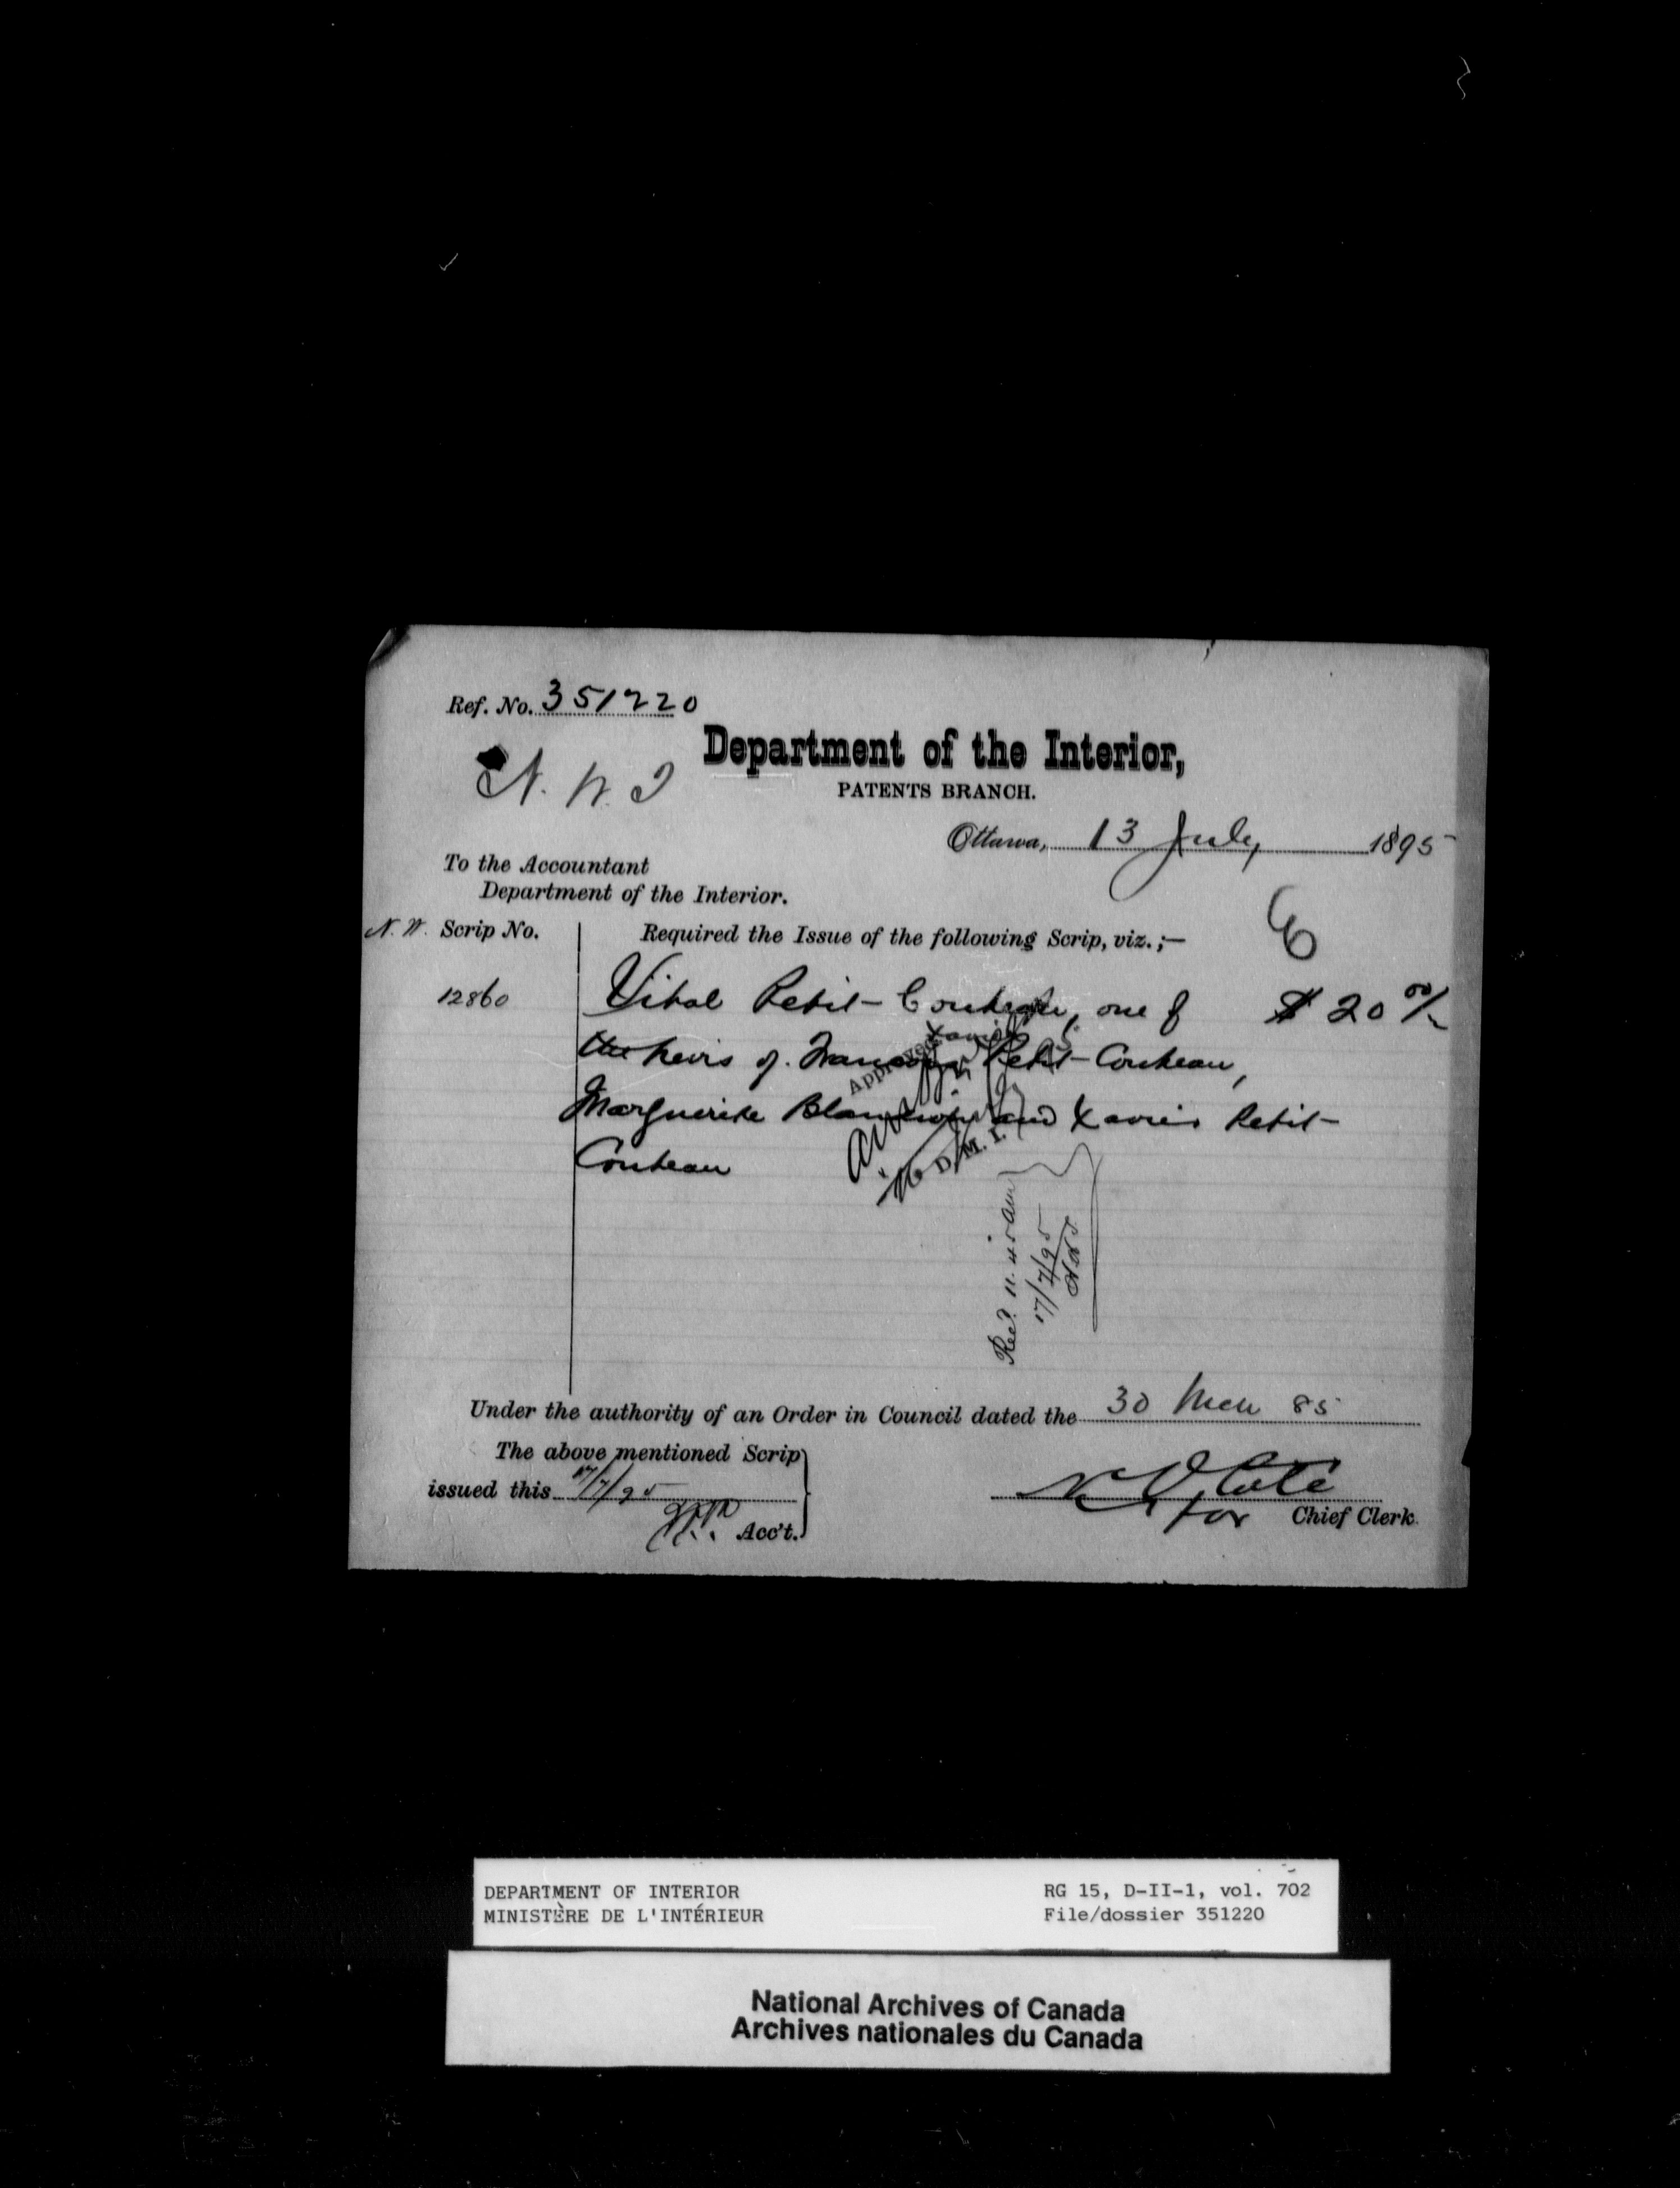 Ref. No. 351220
N. W. T
Department of the Interior,
PATENTS BRANCH.
Ottawa, 13 July 1895
To the Accountant
Department of the Interior.
N. W. Scrip No.
Required the Issue of the following Scrip, viz.;—
12860
Vital Petit-Couteau, one of $ 20 00/
the heirs of Petit-Couteau,
Xavier
Marguerite and Xavier Petit-
Couteau
Approved
D. M. I.
Rec'd. 11.45 am
17/7/95
Under the authority of an Order in Council dated the 30 Mch 85
The above mentioned Scrip
issued this 17/7/95
Acc't.
N O Coté
for Chief Clerk.
DEPARTMENT OF INTERIOR
MINISTÈRE DE L'INTÉRIEUR
RG 15, D-II-1, vol. 702
File/dossier 351220
National Archives of Canada
Archives nationales du Canada